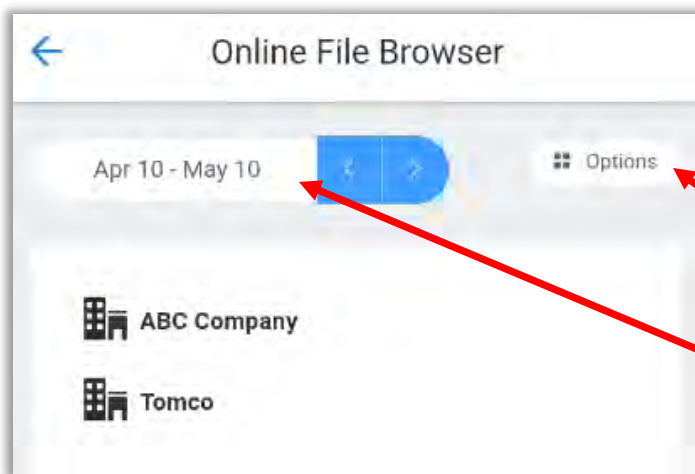 Online File Browser
Apr 10 - May 10
Options
ABC Company
Tomco